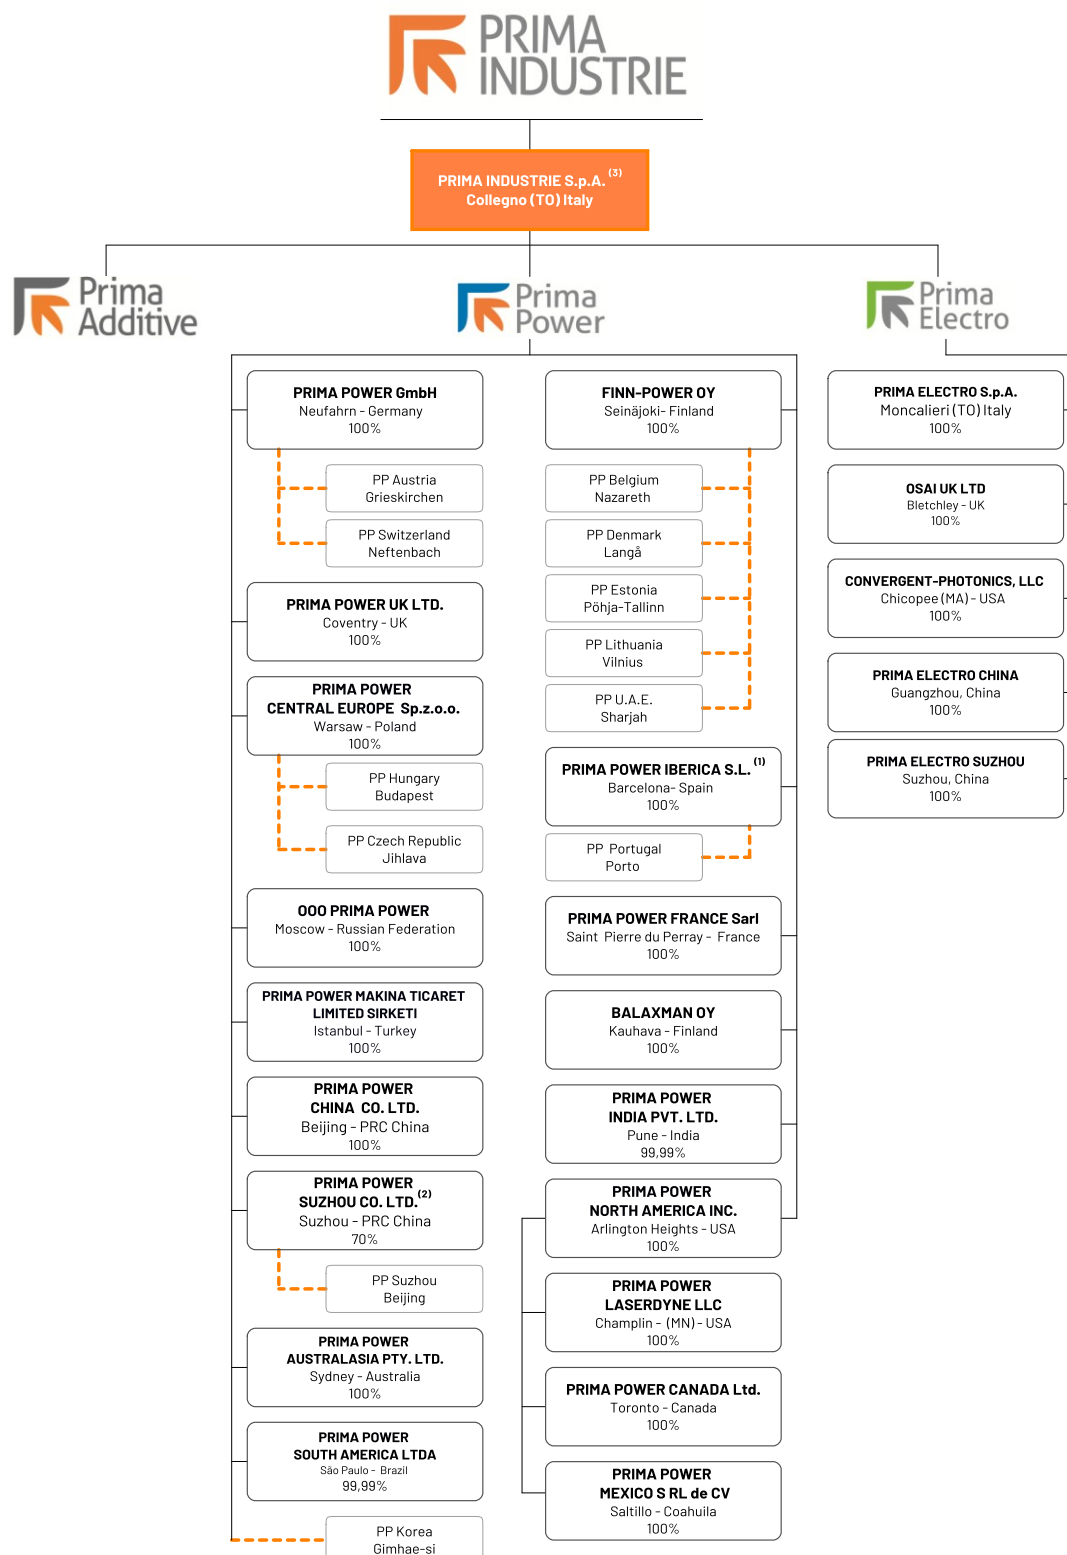 PRIMA
INDUSTRIE
PRIMA INDUSTRIE S.p.A. (3)
Collegno (TO) Italy
Prima
Additive
Prima
Power
Prima
Electro
PRIMA POWER GmbH
Neufahrn - Germany
100%
PP Austria
Grieskirchen
PP Switzerland
Neftenbach
PRIMA POWER UK LTD.
Coventry - UK
100%
PRIMA POWER
CENTRAL EUROPE Sp.z.o.o.
Warsaw - Poland
100%
PP Hungary
Budapest
PP Czech Republic
Jihlava
OOO PRIMA POWER
Moscow - Russian Federation
100%
PRIMA POWER MAKINA TICARET
LIMITED SIRKETI
Istanbul - Turkey
100%
PRIMA POWER
CHINA CO. LTD.
Beijing - PRC China
100%
PRIMA POWER
SUZHOU CO. LTD. (2)
Suzhou - PRC China
70%
PP Suzhou
Beijing
PRIMA POWER
AUSTRALASIA PTY. LTD.
Sydney - Australia
100%
PRIMA POWER
SOUTH AMERICA LTDA
São Paulo - Brazil
99,99%
PP Korea
Gimhae-si
FINN-POWER OY
Seinäjoki- Finland
100%
PP Belgium
Nazareth
PP Denmark
Langå
PP Estonia
Pöhja-Tallinn
PP Lithuania
Vilnius
PP U.A.E.
Sharjah
PRIMA POWER IBERICA S.L. (1)
Barcelona- Spain
100%
PP Portugal
Porto
PRIMA POWER FRANCE Sarl
Saint Pierre du Perray - France
100%
BALAXMAN OY
Kauhava - Finland
100%
PRIMA POWER
INDIA PVT. LTD.
Pune - India
99,99%
PRIMA POWER
NORTH AMERICA INC.
Arlington Heights - USA
100%
PRIMA POWER
LASERDYNE LLC
Champlin - (MN) - USA
100%
PRIMA POWER CANADA Ltd.
Toronto - Canada
100%
PRIMA POWER
MEXICO S RL de CV
Saltillo - Coahuila
100%
PRIMA ELECTRO S.p.A.
Moncalieri (TO) Italy
100%
OSAI UK LTD
Bletchley - UK
100%
CONVERGENT-PHOTONICS, LLC
Chicopee (MA) - USA
100%
PRIMA ELECTRO CHINA
Guangzhou, China
100%
PRIMA ELECTRO SUZHOU
Suzhou, China
100%